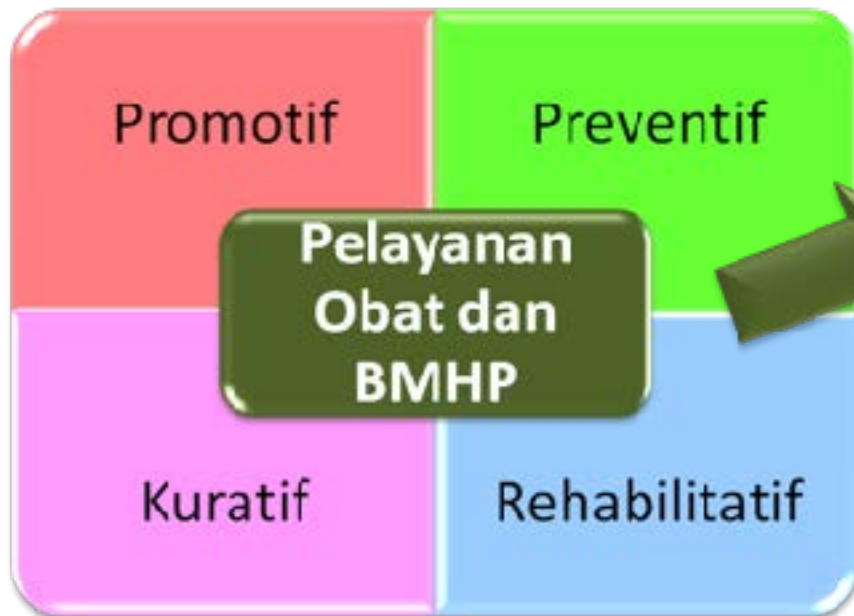 Promotif
Preventif
Pelayanan
Obat dan
BMHP
Kuratif
Rehabilitatif